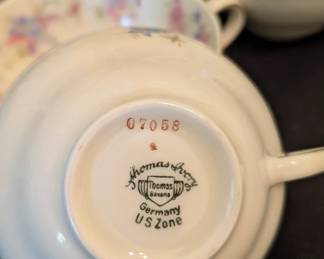 07058
Thomas Ivory
Thomas
Bavaria
Germany
US Zone